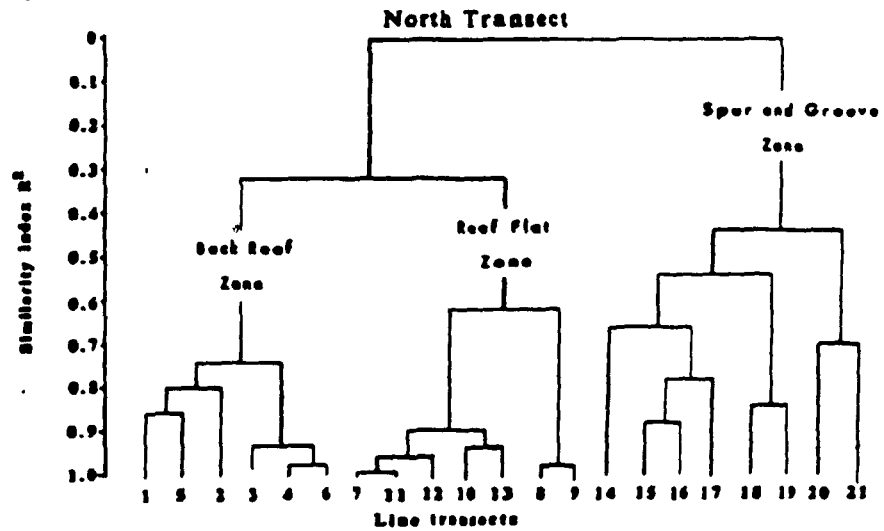 North Transect
0
0.1
0.2
0.3
0.4
0.5
0.6
0.7
0.8
0.9
1.0
Similarity Index R²
Spur and Groove
Zone
Back Reef
Zone
Reef Flat
Zone
1 5 2 3 4 6 7 11 12 10 13 8 9 14 15 16 17 18 19 20 21
Line transects